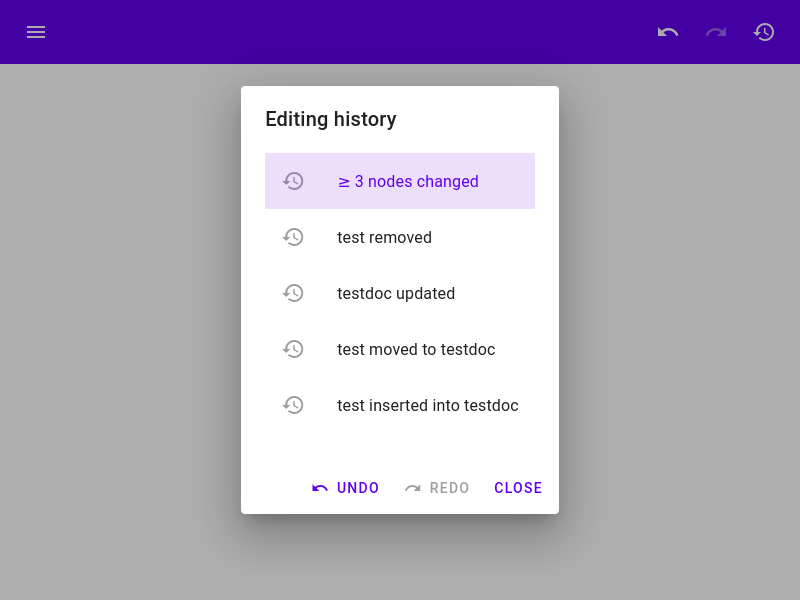 Editing history
≥ 3 nodes changed
test removed
testdoc updated
test moved to testdoc
test inserted into testdoc
UNDO REDO CLOSE